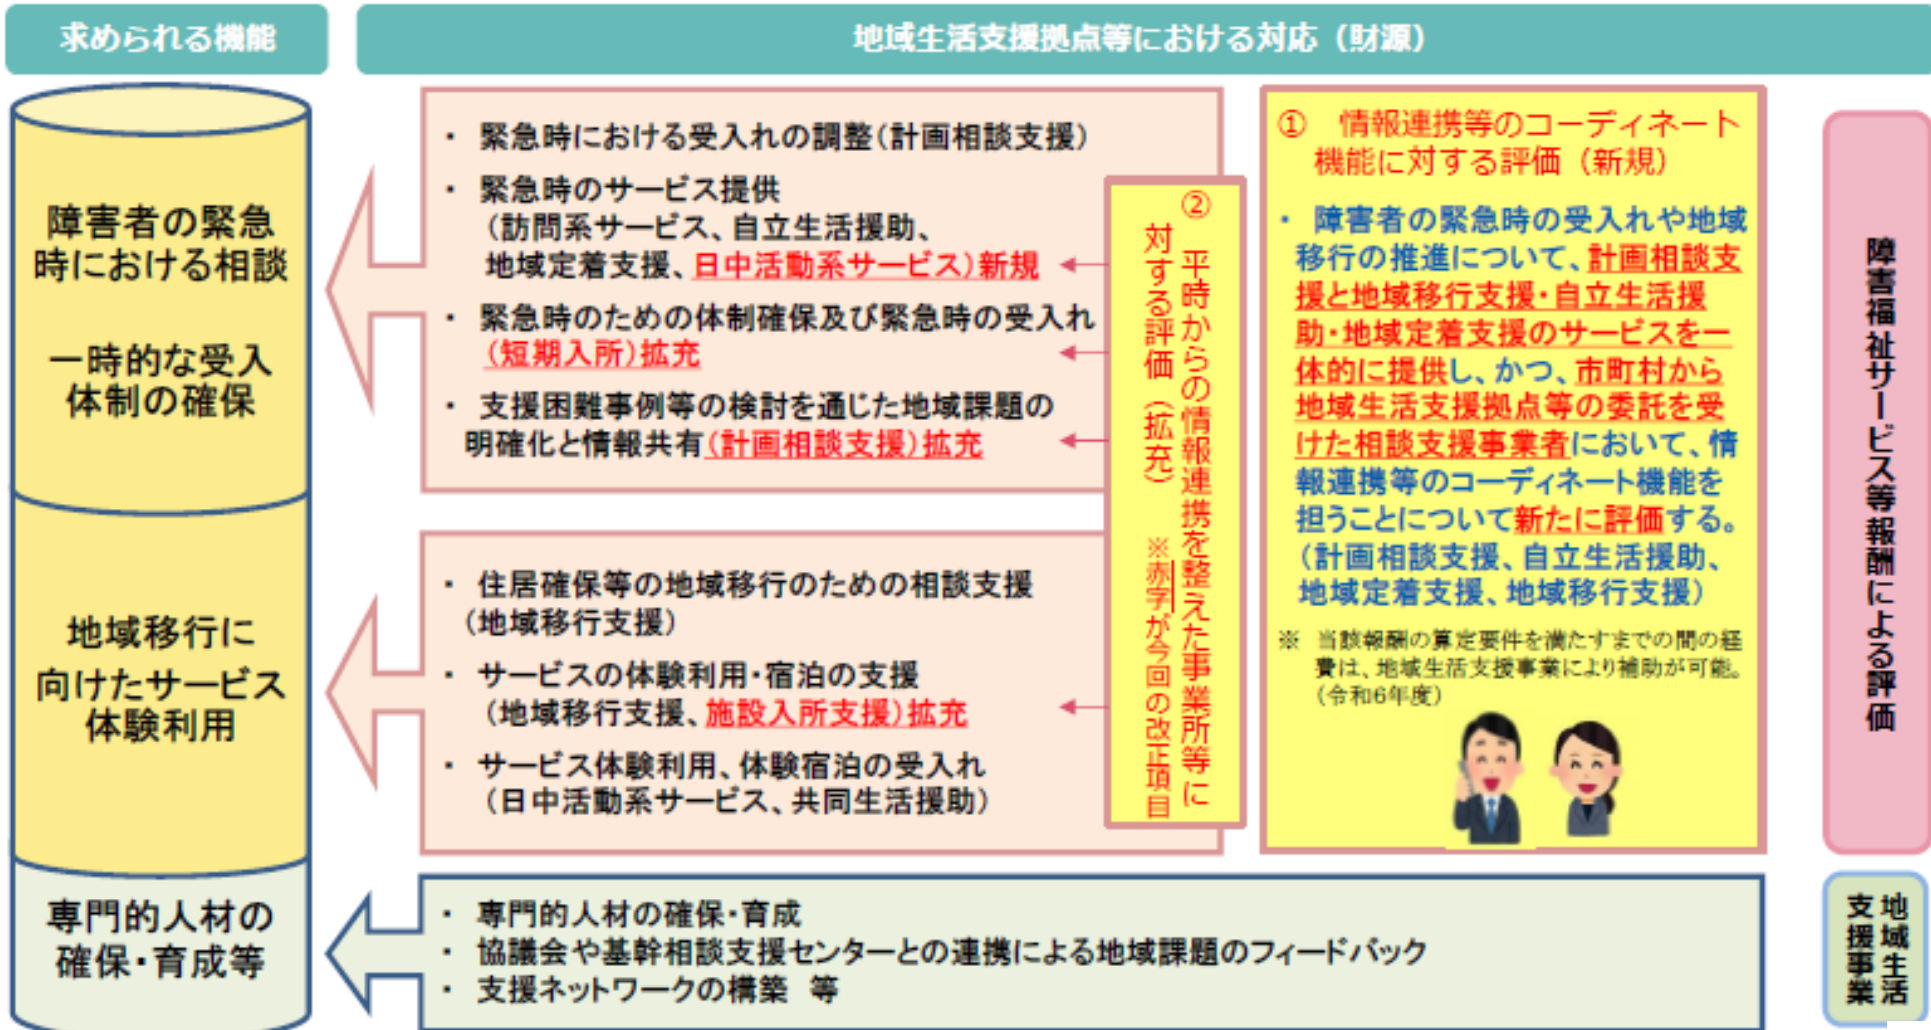 求められる機能
地域生活支援拠点等における対応（財源）
障害者の緊急
時における相談
一時的な受入
体制の確保
地域移行に
向けたサービス
体験利用
専門的人材の
確保・育成等
・ 緊急時における受入れの調整(計画相談支援)
・ 緊急時のサービス提供
(訪問系サービス、自立生活援助、
地域定着支援、日中活動系サービス)新規
・ 緊急時のための体制確保及び緊急時の受入れ
(短期入所)拡充
・ 支援困難事例等の検討を通じた地域課題の
明確化と情報共有(計画相談支援)拡充
・ 住居確保等の地域移行のための相談支援
(地域移行支援)
・ サービスの体験利用・宿泊の支援
(地域移行支援、施設入所支援)拡充
・ サービス体験利用、体験宿泊の受入れ
(日中活動系サービス、共同生活援助)
② 平時からの情報連携を整えた事業所等に
対する評価（拡充） ※赤字が今回の改正項目
① 情報連携等のコーディネート
機能に対する評価（新規）
・ 障害者の緊急時の受入れや地域
移行の推進について、計画相談支
援と地域移行支援・自立生活援
助・地域定着支援のサービスを一
体的に提供し、かつ、市町村から
地域生活支援拠点等の委託を受
けた相談支援事業者において、情
報連携等のコーディネート機能を
担うことについて新たに評価する。
(計画相談支援、自立生活援助、
地域定着支援、地域移行支援)
※ 当該報酬の算定要件を満たすまでの間の経
費は、地域生活支援事業により補助が可能。
(令和6年度)
障害福祉サービス等報酬による評価
・ 専門的人材の確保・育成
・ 協議会や基幹相談支援センターとの連携による地域課題のフィードバック
・ 支援ネットワークの構築 等
地域生活
支援事業